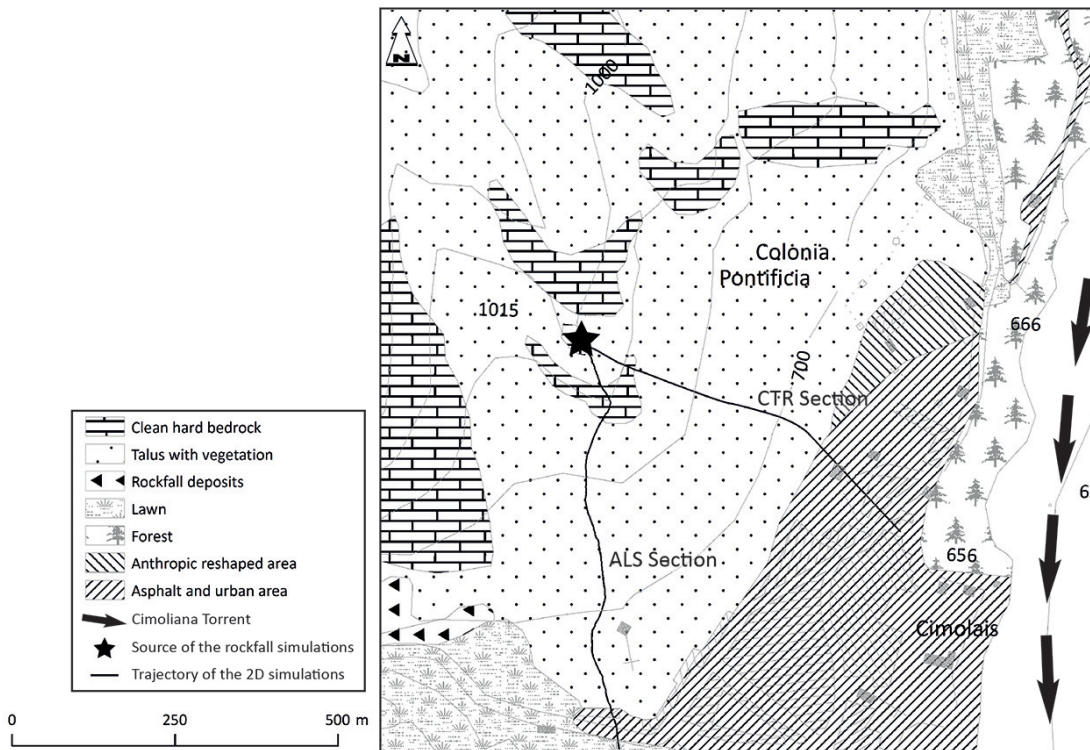 N
1000
Colonia
Pontificia
1015
666
700
CTR Section
6
656
ALS Section
Cimolais
Clean hard bedrock
Talus with vegetation
Rockfall deposits
Lawn
Forest
Anthropic reshaped area
Asphalt and urban area
Cimoliana Torrent
Source of the rockfall simulations
Trajectory of the 2D simulations
0 250 500 m